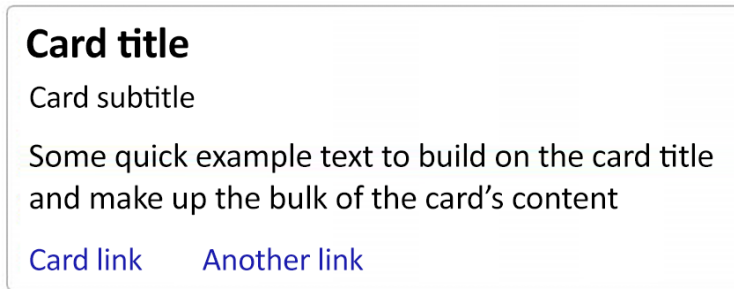 Card title
Card subtitle
Some quick example text to build on the card title
and make up the bulk of the card’s content
Card link Another link